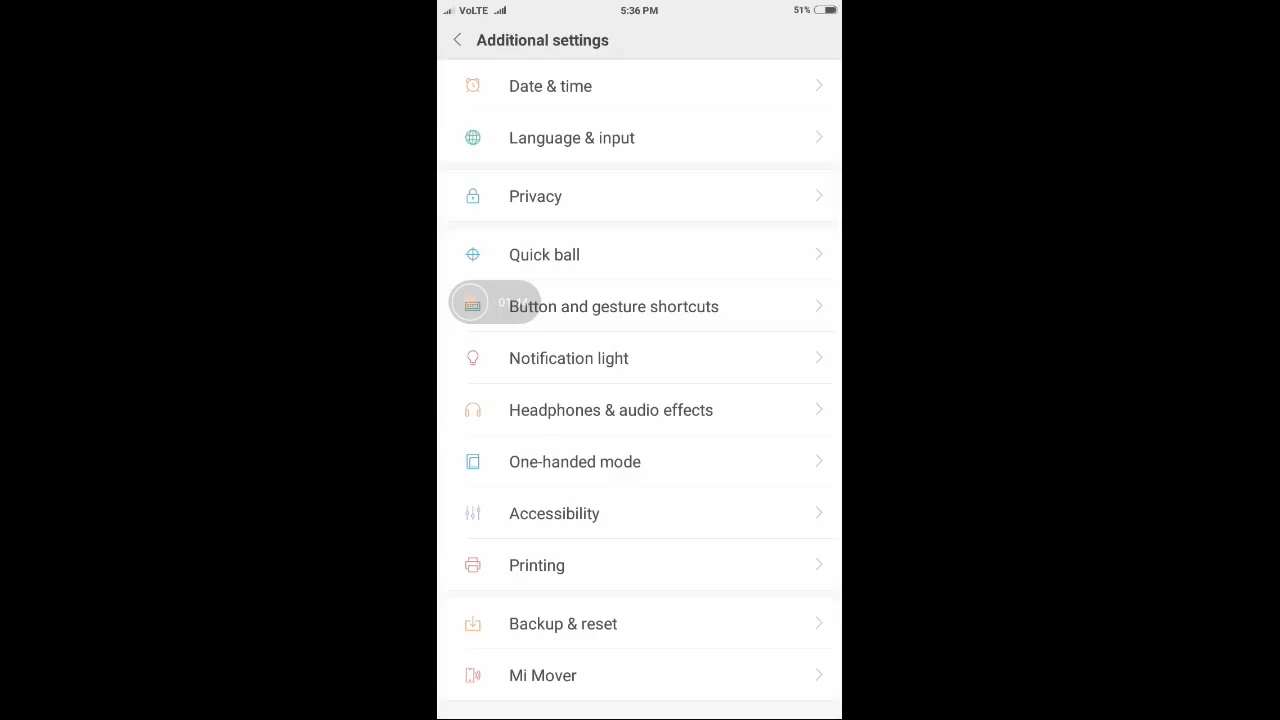 VoLTE 5:36 PM 51%
Additional settings
Date & time
Language & input
Privacy
Quick ball
Button and gesture shortcuts
Notification light
Headphones & audio effects
One-handed mode
Accessibility
Printing
Backup & reset
Mi Mover